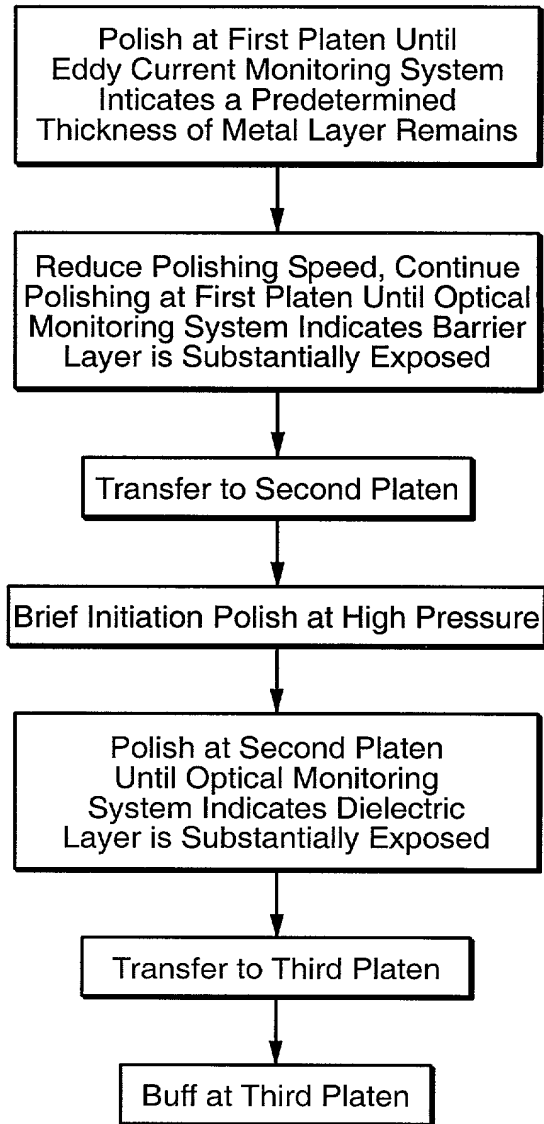 Polish at First Platen Until
Eddy Current Monitoring System
Inticates a Predetermined
Thickness of Metal Layer Remains
Reduce Polishing Speed, Continue
Polishing at First Platen Until Optical
Monitoring System Indicates Barrier
Layer is Substantially Exposed
Transfer to Second Platen
Brief Initiation Polish at High Pressure
Polish at Second Platen
Until Optical Monitoring
System Indicates Dielectric
Layer is Substantially Exposed
Transfer to Third Platen
Buff at Third Platen